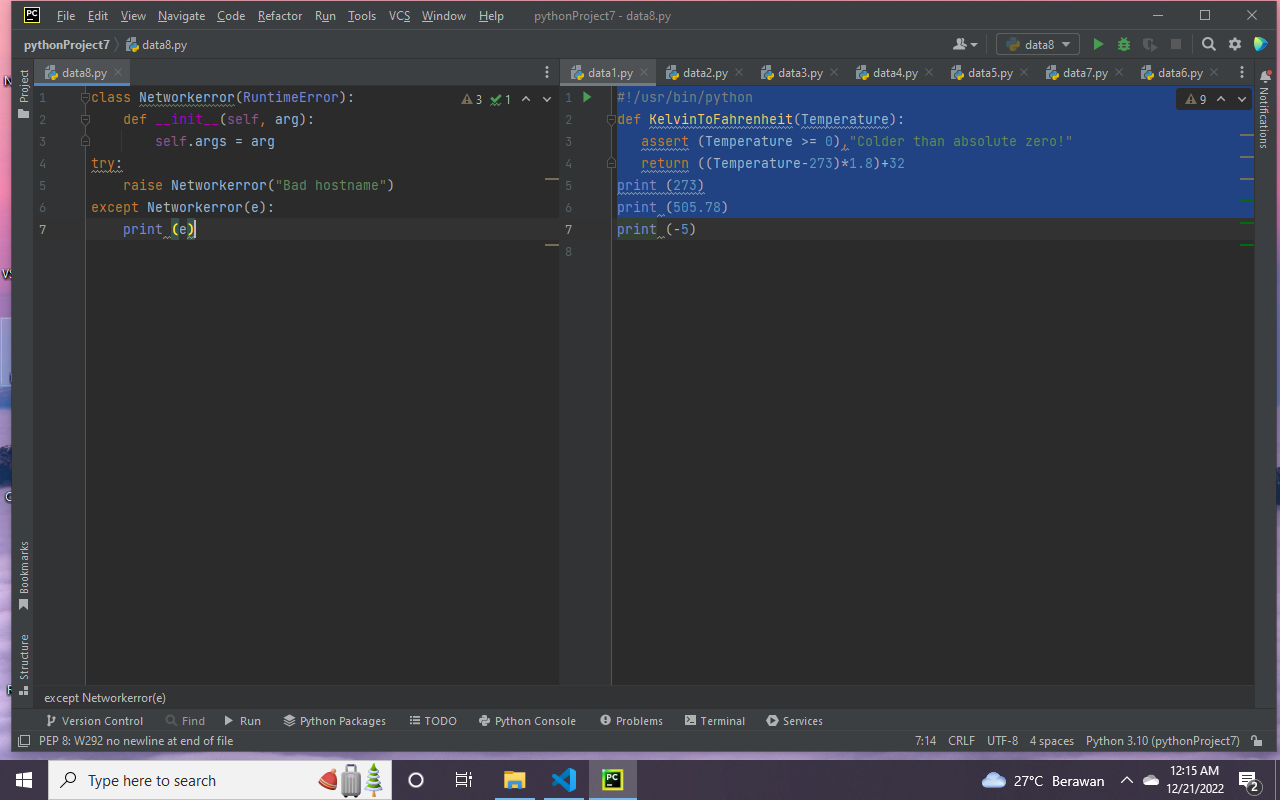 PC File Edit View Navigate Code Refactor Run Tools VCS Window Help pythonProject7 - data8.py
pythonProject7 data8.py data8
Project
data8.py
1 class Networkerror(RuntimeError):
2 def __init__(self, arg):
3 self.args = arg
4 try:
5 raise Networkerror("Bad hostname")
6 except Networkerror(e):
7 print (e)
3 1
data1.py data2.py data3.py data4.py data5.py data7.py data6.py
1 #!/usr/bin/python
2 def KelvinToFahrenheit(Temperature):
3 assert (Temperature >= 0),"Colder than absolute zero!"
4 return ((Temperature-273)*1.8)+32
5 print (273)
6 print (505.78)
7 print (-5)
8
9
Notifications
Bookmarks
Structure
except Networkerror(e)
Version Control Find Run Python Packages TODO Python Console Problems Terminal Services
PEP 8: W292 no newline at end of file 7:14 CRLF UTF-8 4 spaces Python 3.10 (pythonProject7)
Type here to search PC 27°C Berawan 12:15 AM
12/21/2022 2